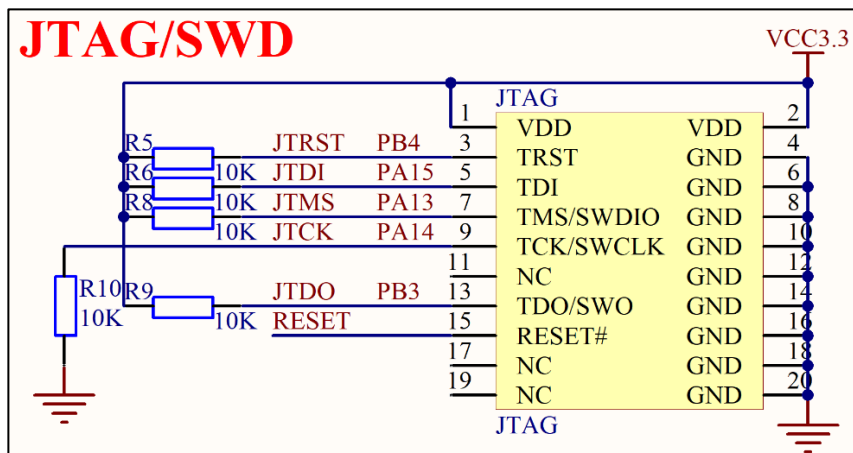 JTAG/SWD
VCC3.3
JTAG
1 VDD VDD 2
R5 JTRST PB4 3 TRST GND 4
R6 10K JTDI PA15 5 TDI GND 6
R8 10K JTMS PA13 7 TMS/SWDIO GND 8
10K JTCK PA14 9 TCK/SWCLK GND 10
11 NC GND 12
R10 R9 JTDO PB3 13 TDO/SWO GND 14
10K 10K RESET 15 RESET# GND 16
17 NC GND 18
19 NC GND 20
JTAG